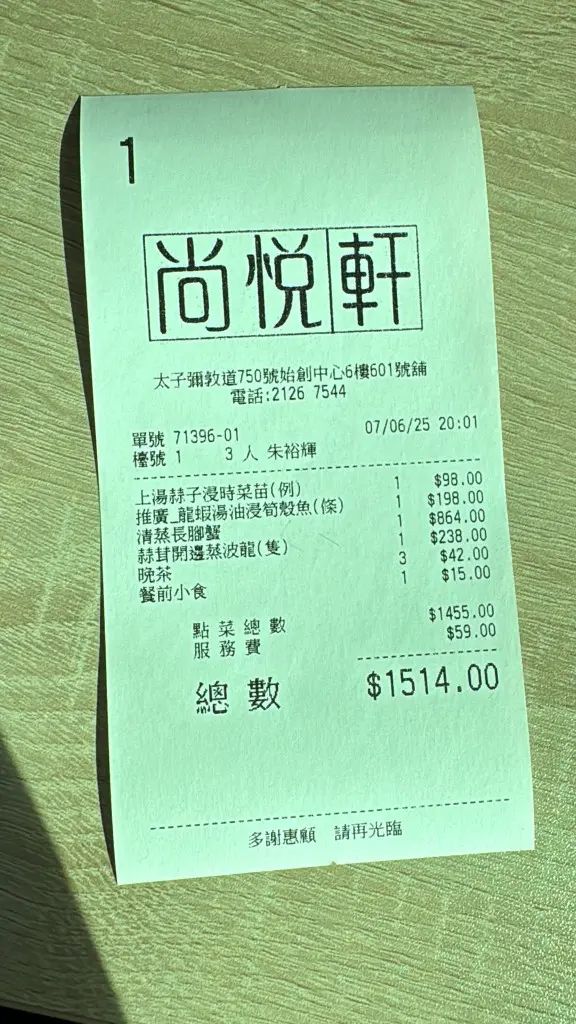 1
尚悦軒
太子彌敦道750號始創中心6樓601號舖
電話:2126 7544
單號 71396-01 07/06/25 20:01
檯號 1 3 人 朱裕輝
上湯蒜子浸時菜苗(例) 1 $98.00
推廣_龍蝦湯油浸筍殼魚(條) 1 $198.00
清蒸長腳蟹 1 $864.00
蒜茸開邊蒸波龍(隻) 1 $238.00
晚茶 3 $42.00
餐前小食 1 $15.00
點菜總數 $1455.00
服務費 $59.00
總數 $1514.00
多謝惠顧 請再光臨